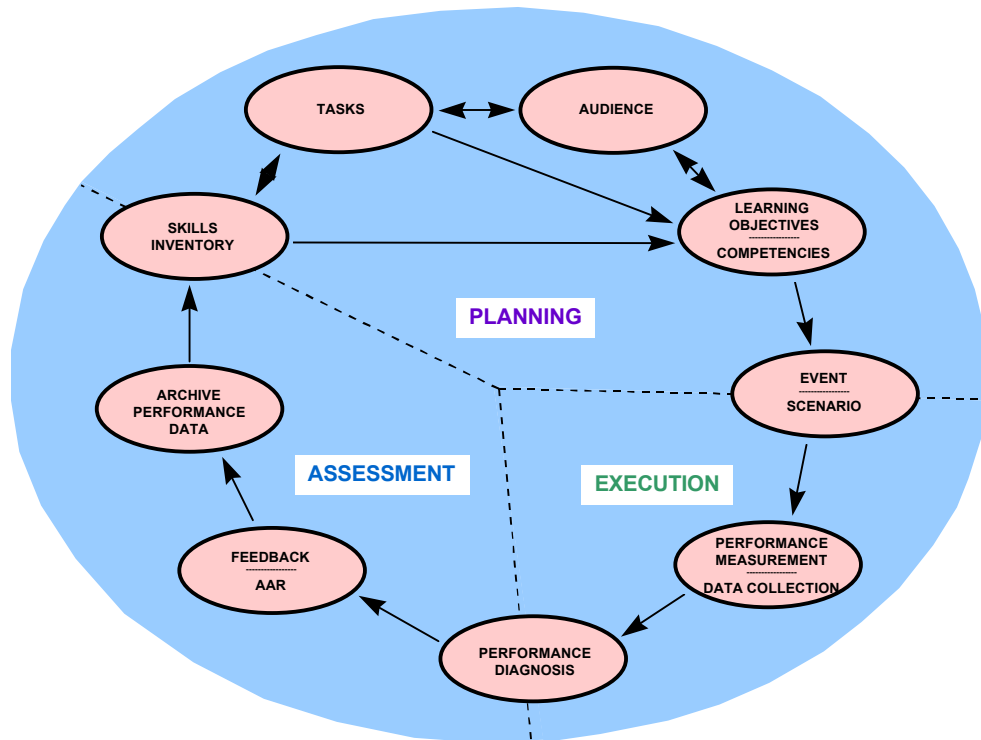 TASKS
AUDIENCE
SKILLS
INVENTORY
LEARNING
OBJECTIVES
----------------
COMPETENCIES
PLANNING
EVENT
----------------
SCENARIO
ARCHIVE
PERFORMANCE
DATA
ASSESSMENT
EXECUTION
PERFORMANCE
MEASUREMENT
----------------
DATA COLLECTION
FEEDBACK
----------------
AAR
PERFORMANCE
DIAGNOSIS